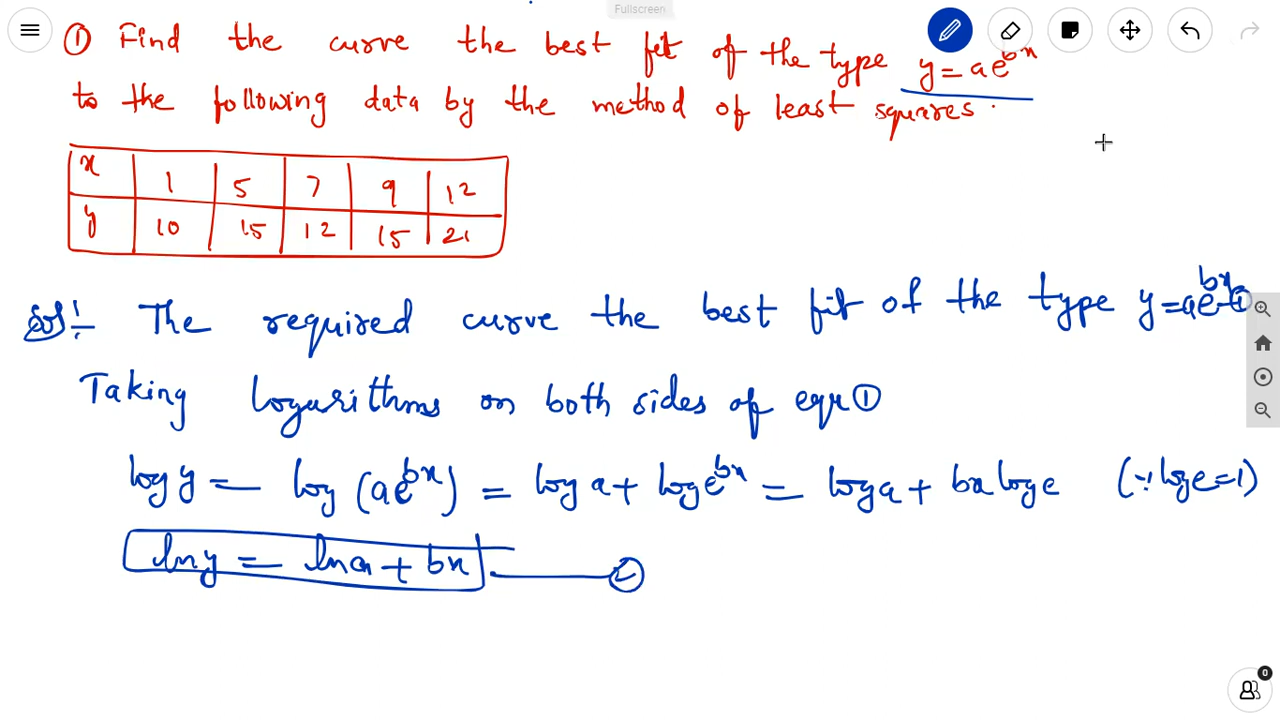 Fullscreen
① Find the curve the best fit of the type y = ae^bx
to the following data by the method of least squares.
x 1 5 7 9 12
y 10 15 12 15 21
Sol:- The required curve the best fit of the type y=ae^bx -①
Taking logarithms on both sides of eqn ①
log y = log (ae^bx) = log a + log e^bx = log a + bx log e (∵ log e = 1)
ln y = ln a + bx ——— ②
0